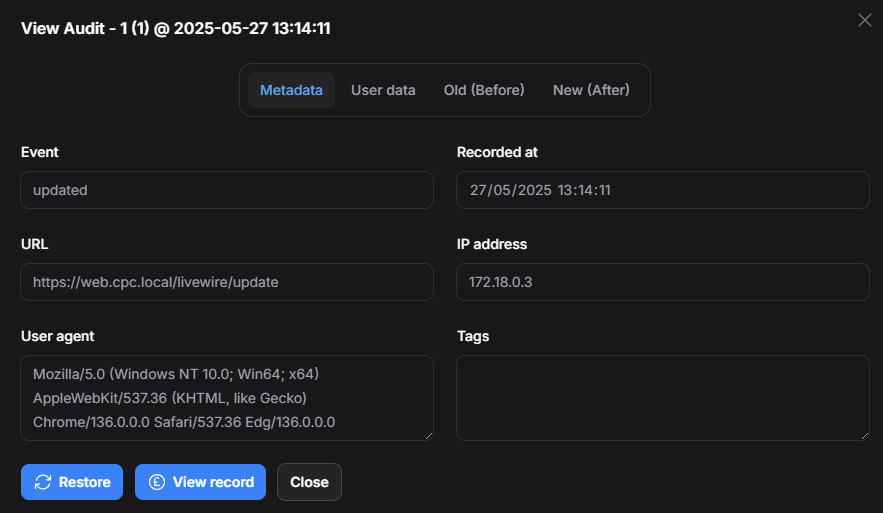 View Audit - 1 (1) @ 2025-05-27 13:14:11
Metadata User data Old (Before) New (After)
Event
updated
Recorded at
27/05/2025 13:14:11
URL
https://web.cpc.local/livewire/update
IP address
172.18.0.3
User agent
Mozilla/5.0 (Windows NT 10.0; Win64; x64)
AppleWebKit/537.36 (KHTML, like Gecko)
Chrome/136.0.0.0 Safari/537.36 Edg/136.0.0.0
Tags
Restore £ View record Close